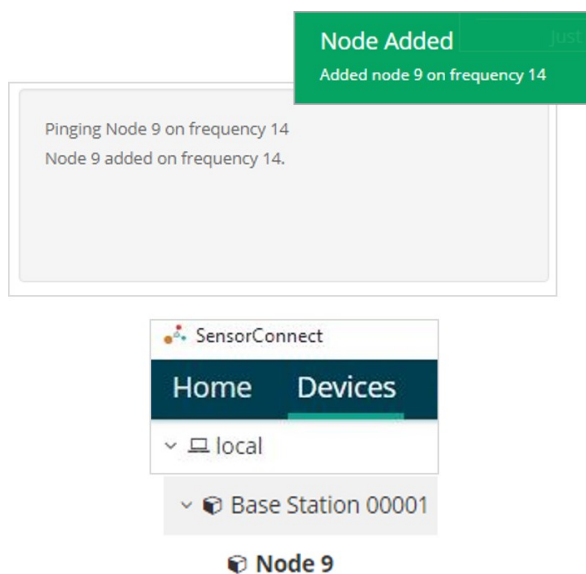 Node Added
just
Added node 9 on frequency 14
Pinging Node 9 on frequency 14
Node 9 added on frequency 14.
SensorConnect
Home Devices
local
Base Station 00001
Node 9